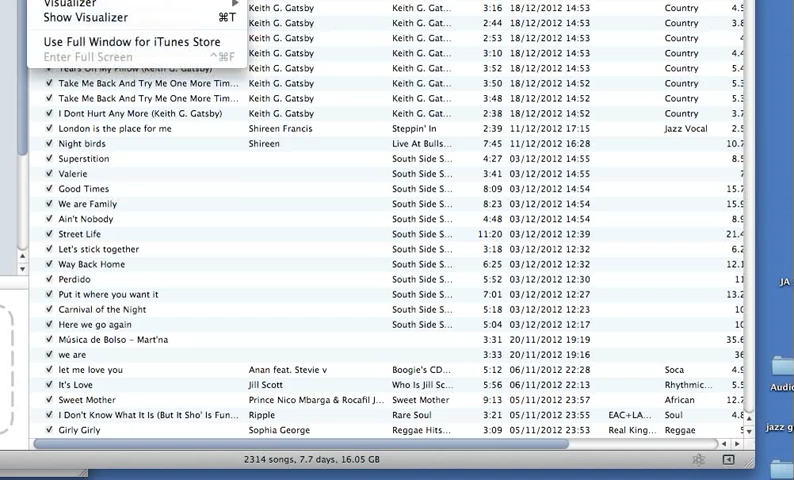 Visualizer
Show Visualizer ⌘T
Use Full Window for iTunes Store
Enter Full Screen ^⌘F
Keith G. Gatsby Keith G. Gat... 3:16 18/12/2012 14:53 Country
Keith G. Gatsby Keith G. Gat... 2:44 18/12/2012 14:53 Country
Keith G. Gatsby Keith G. Gat... 2:53 18/12/2012 14:53 Country
Keith G. Gatsby Keith G. Gat... 3:10 18/12/2012 14:53 Country
Tears On My Pillow (Keith G. Gatsby) Keith G. Gatsby Keith G. Gat... 3:52 18/12/2012 14:53 Country
Take Me Back And Try Me One More Tim... Keith G. Gatsby Keith G. Gat... 3:50 18/12/2012 14:52 Country
Take Me Back And Try Me One More Tim... Keith G. Gatsby Keith G. Gat... 3:48 18/12/2012 14:52 Country
I Dont Hurt Any More (Keith G. Gatsby) Keith G. Gatsby Keith G. Gat... 2:38 18/12/2012 14:52 Country
London is the place for me Shireen Francis Steppin' In 2:39 11/12/2012 17:15 Jazz Vocal
Night birds Shireen Live At Bulls... 7:45 11/12/2012 16:28
Superstition South Side S... 4:27 03/12/2012 14:55
Valerie South Side S... 3:41 03/12/2012 14:55
Good Times South Side S... 8:09 03/12/2012 14:54
We are Family South Side S... 8:23 03/12/2012 14:54
Ain't Nobody South Side S... 4:48 03/12/2012 14:54
Street Life South Side S... 11:20 03/12/2012 12:39
Let's stick together South Side S... 3:18 03/12/2012 12:32
Way Back Home South Side S... 6:25 03/12/2012 12:32
Perdido South Side S... 5:52 03/12/2012 12:30
Put it where you want it South Side S... 7:01 03/12/2012 12:27
Carnival of the Night South Side S... 5:18 03/12/2012 12:23
Here we go again South Side S... 5:04 03/12/2012 12:17
Música de Bolso - Mart'na 3:31 20/11/2012 19:19
we are 3:33 20/11/2012 19:16
let me love you Anan feat. Stevie v Boogie's CD... 5:12 06/11/2012 22:28 Soca
It's Love Jill Scott Who Is Jill Sc... 5:56 06/11/2012 22:13 Rhythmic...
Sweet Mother Prince Nico Mbarga & Rocafil J... Sweet Mother 9:13 05/11/2012 23:57 African
I Don't Know What It Is (But It Sho' Is Fun... Ripple Rare Soul 3:21 05/11/2012 23:55 EAC+LA... Soul
Girly Girly Sophia George Reggae Hits... 3:09 05/11/2012 23:53 Real King... Reggae
2314 songs, 7.7 days, 16.05 GB
JA
Audio
jazz g